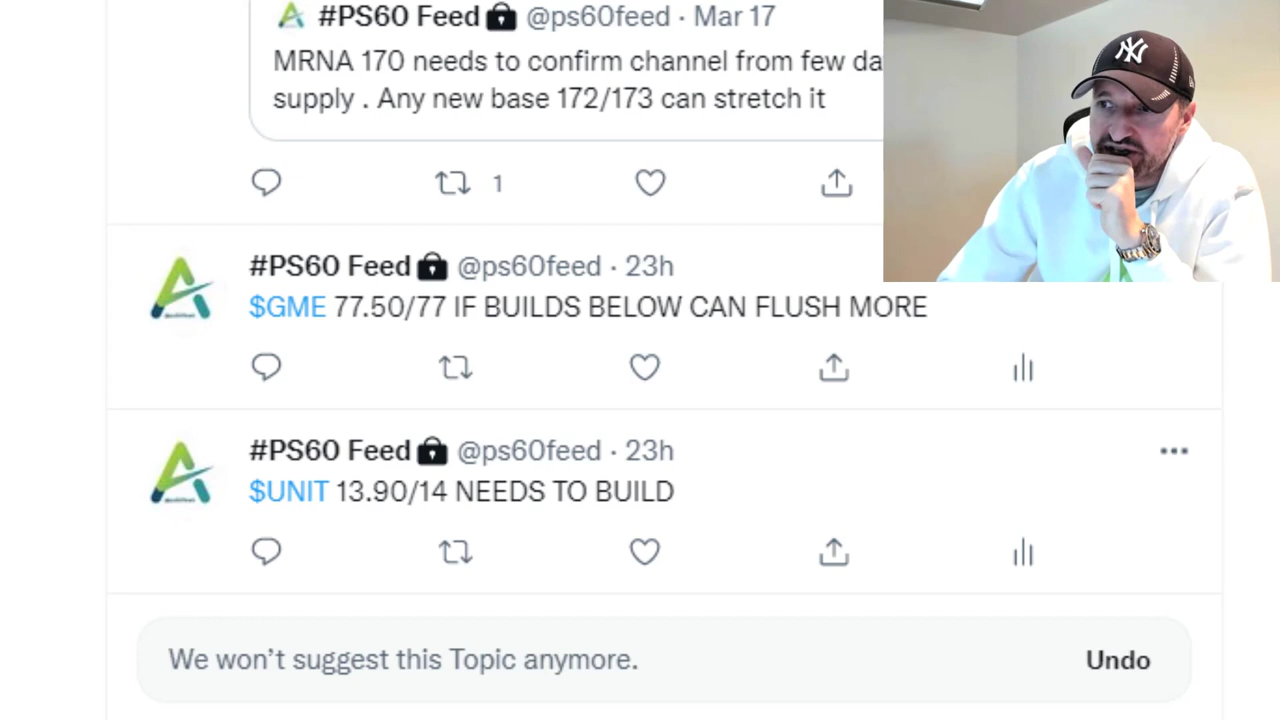 #PS60 Feed @ps60feed · Mar 17
MRNA 170 needs to confirm channel from few da
supply . Any new base 172/173 can stretch it
1
#PS60 Feed @ps60feed · 23h
$GME 77.50/77 IF BUILDS BELOW CAN FLUSH MORE
#PS60 Feed @ps60feed · 23h
$UNIT 13.90/14 NEEDS TO BUILD
We won’t suggest this Topic anymore.
Undo